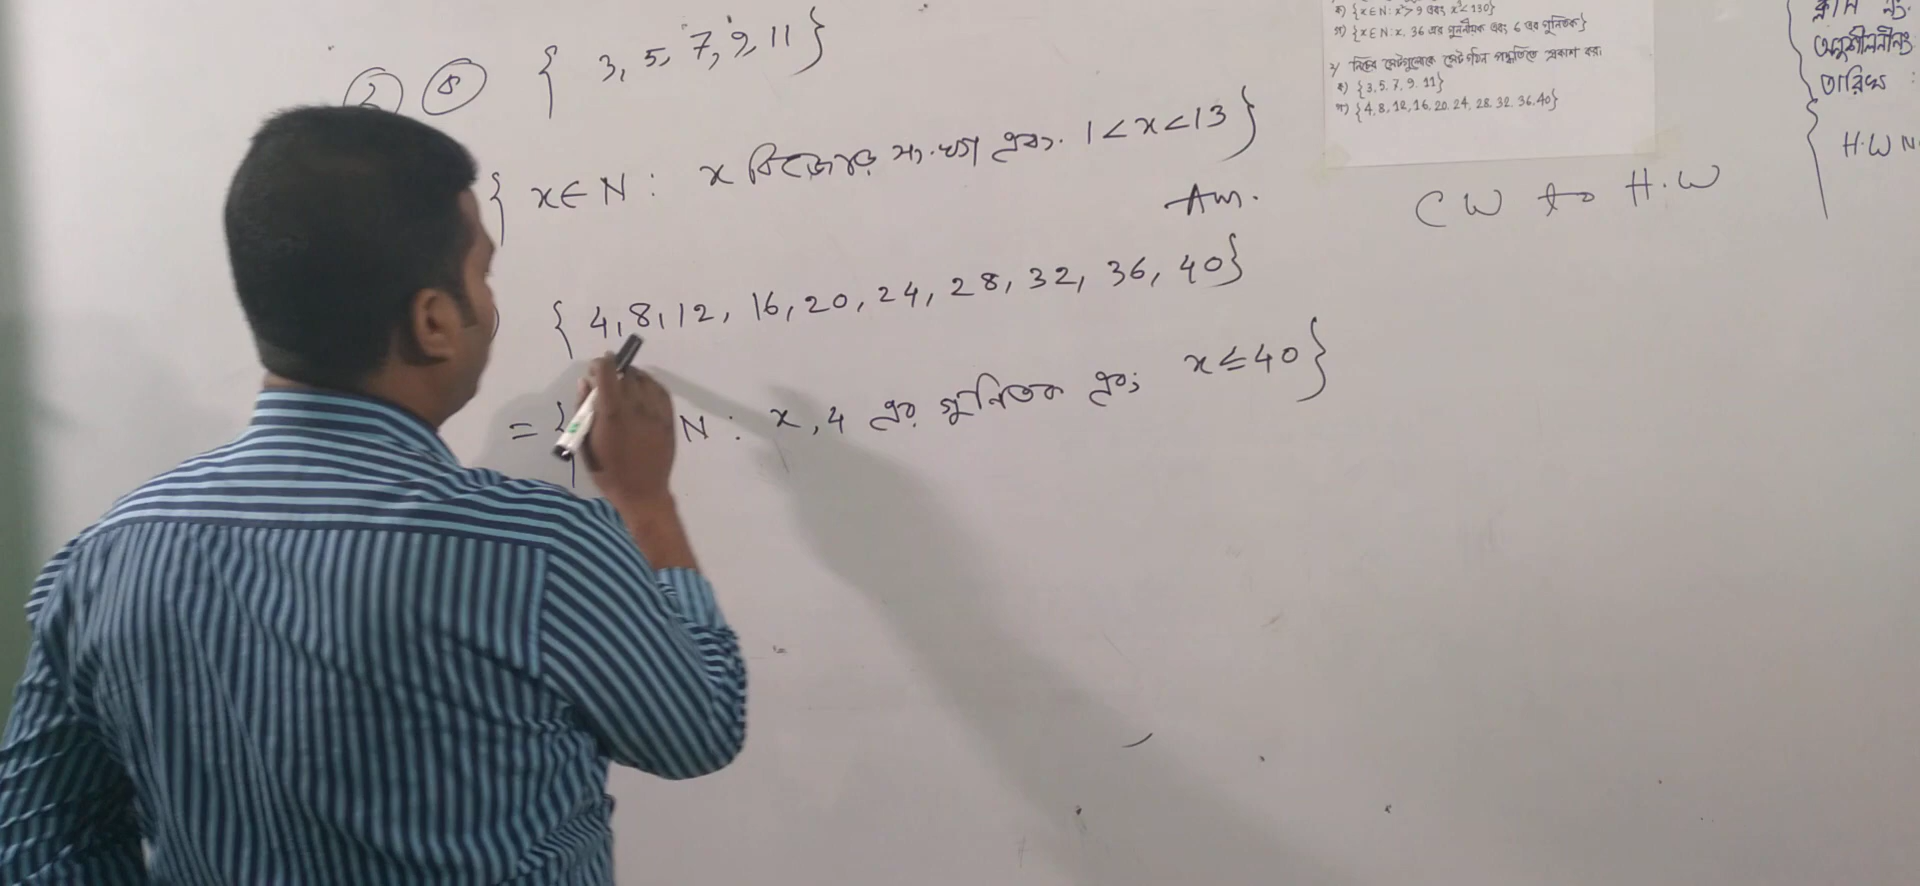 2 ক { 3, 5, 7, 9, 11 }
{ x ∈ N : x বিজোড় সংখ্যা এবং 1 < x < 13 }
Am.
{ 4, 8, 12, 16, 20, 24, 28, 32, 36, 40 }
= { N : x, 4 এর গুনিতক এবং x ≤ 40 }
ক) {x∈N: x²> 9 এবং x³< 130}
গ) {x∈N: x, 36 এর গুননীয়ক এবং 6 এর গুনিতক}
২/ নিচের সেটগুলোকে সেট গঠন পদ্ধতিতে প্রকাশ কর।
ক) {3, 5, 7, 9, 11}
খ) {4, 8, 12, 16, 20, 24, 28, 32, 36, 40}
CW to H.W
ক্লাস নং
অনুশীলনী নং
তারিখ :
H.W N